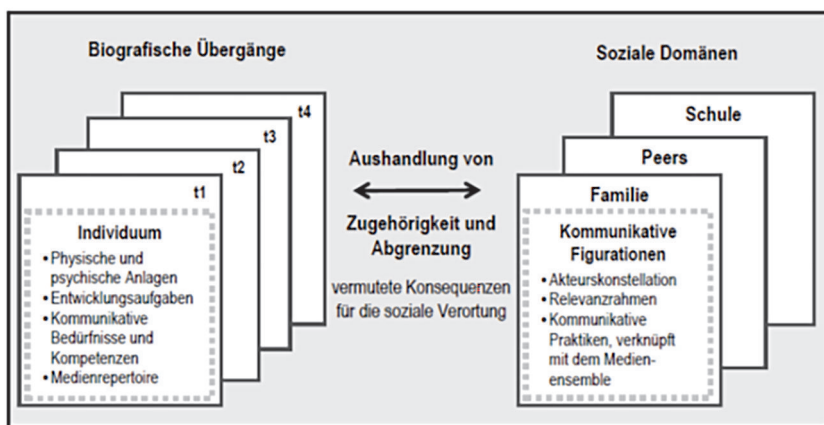 Biografische Übergänge
t4
t3
t2
t1
Individuum
• Physische und
psychische Anlagen
• Entwicklungsaufgaben
• Kommunikative
Bedürfnisse und
Kompetenzen
• Medienrepertoire
Aushandlung von
Zugehörigkeit und
Abgrenzung
vermutete Konsequenzen
für die soziale Verortung
Soziale Domänen
Schule
Peers
Familie
Kommunikative
Figurationen
• Akteurskonstellation
• Relevanzrahmen
• Kommunikative
Praktiken, verknüpft
mit dem Medien-
ensemble